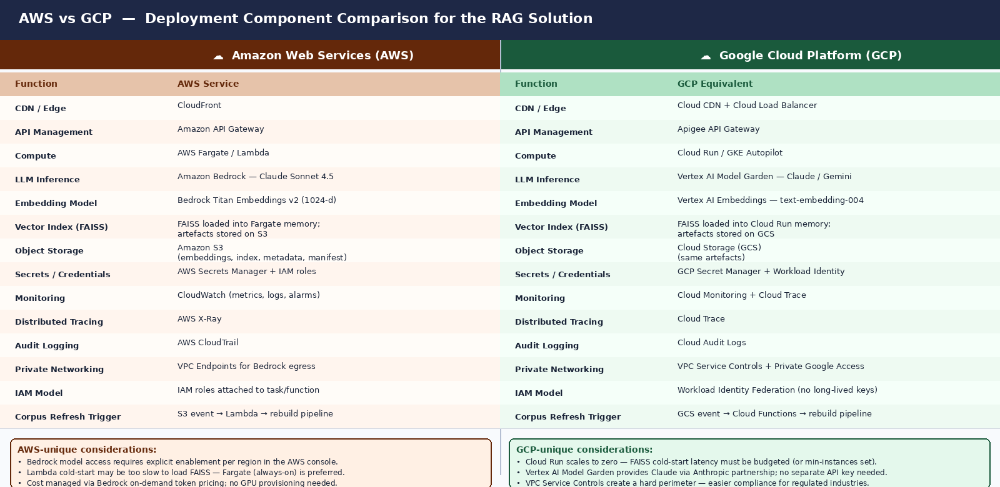 AWS vs GCP — Deployment Component Comparison for the RAG Solution
☁ Amazon Web Services (AWS)
Function AWS Service
CDN / Edge CloudFront
API Management Amazon API Gateway
Compute AWS Fargate / Lambda
LLM Inference Amazon Bedrock — Claude Sonnet 4.5
Embedding Model Bedrock Titan Embeddings v2 (1024-d)
Vector Index (FAISS) FAISS loaded into Fargate memory;
artefacts stored on S3
Object Storage Amazon S3
(embeddings, index, metadata, manifest)
Secrets / Credentials AWS Secrets Manager + IAM roles
Monitoring CloudWatch (metrics, logs, alarms)
Distributed Tracing AWS X-Ray
Audit Logging AWS CloudTrail
Private Networking VPC Endpoints for Bedrock egress
IAM Model IAM roles attached to task/function
Corpus Refresh Trigger S3 event → Lambda → rebuild pipeline
AWS-unique considerations:
• Bedrock model access requires explicit enablement per region in the AWS console.
• Lambda cold-start may be too slow to load FAISS — Fargate (always-on) is preferred.
• Cost managed via Bedrock on-demand token pricing; no GPU provisioning needed.
☁ Google Cloud Platform (GCP)
Function GCP Equivalent
CDN / Edge Cloud CDN + Cloud Load Balancer
API Management Apigee API Gateway
Compute Cloud Run / GKE Autopilot
LLM Inference Vertex AI Model Garden — Claude / Gemini
Embedding Model Vertex AI Embeddings — text-embedding-004
Vector Index (FAISS) FAISS loaded into Cloud Run memory;
artefacts stored on GCS
Object Storage Cloud Storage (GCS)
(same artefacts)
Secrets / Credentials GCP Secret Manager + Workload Identity
Monitoring Cloud Monitoring + Cloud Trace
Distributed Tracing Cloud Trace
Audit Logging Cloud Audit Logs
Private Networking VPC Service Controls + Private Google Access
IAM Model Workload Identity Federation (no long-lived keys)
Corpus Refresh Trigger GCS event → Cloud Functions → rebuild pipeline
GCP-unique considerations:
• Cloud Run scales to zero — FAISS cold-start latency must be budgeted (or min-instances set).
• Vertex AI Model Garden provides Claude via Anthropic partnership; no separate API key needed.
• VPC Service Controls create a hard perimeter — easier compliance for regulated industries.